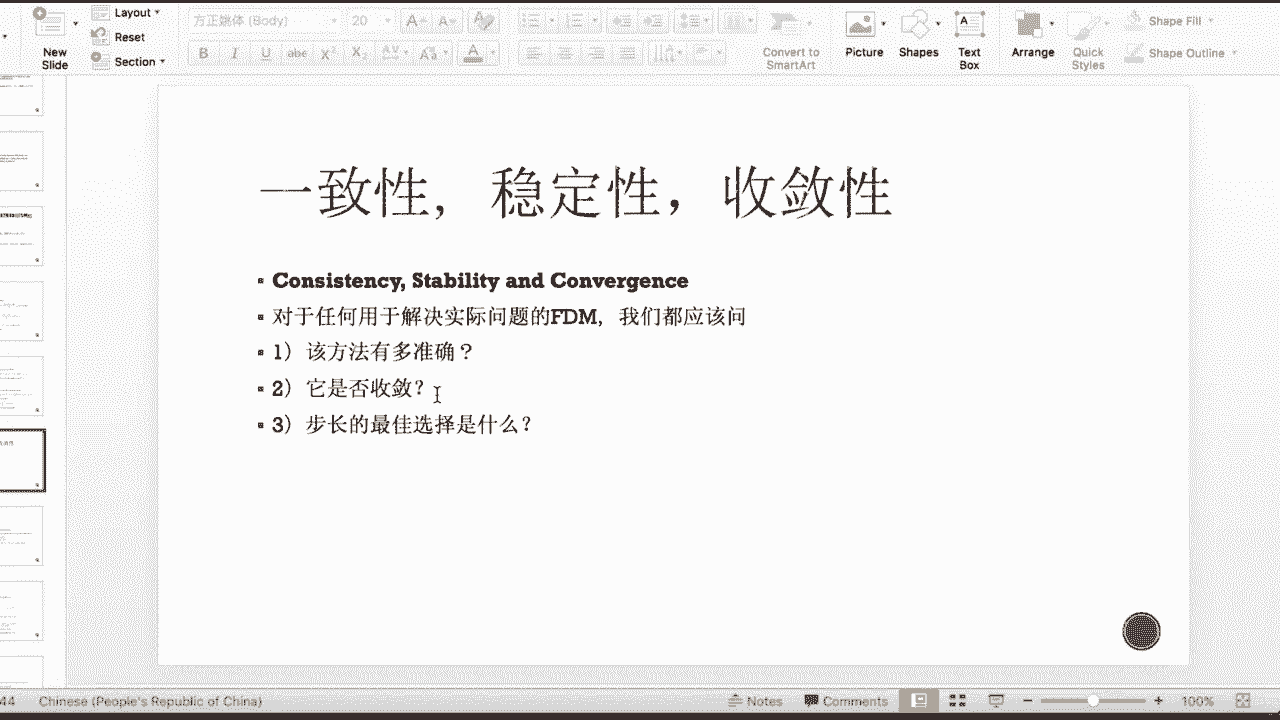 Layout
Reset
Section
New
Slide
方正姚体 (Body)
20
Convert to
SmartArt
Picture
Shapes
Text
Box
Arrange
Quick
Styles
Shape Fill
Shape Outline
一致性，稳定性，收敛性
Consistency, Stability and Convergence
对于任何用于解决实际问题的FDM，我们都应该问
1）该方法有多准确？
2）它是否收敛？
3）步长的最佳选择是什么？
44
Chinese (People's Republic of China)
Notes
Comments
100%